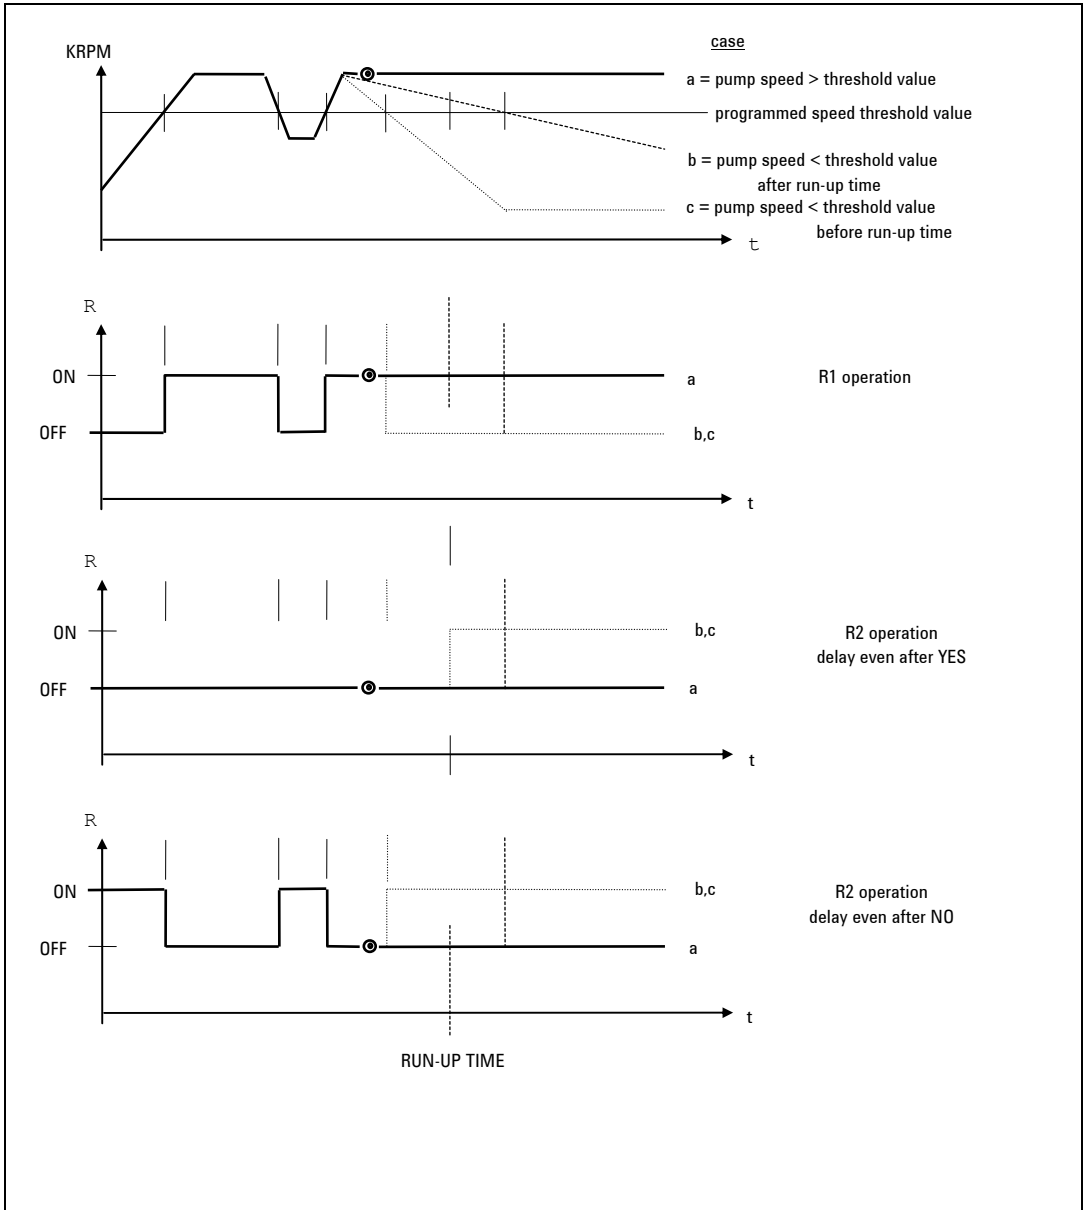 case
KRPM
a = pump speed > threshold value
programmed speed threshold value
b = pump speed < threshold value
after run-up time
c = pump speed < threshold value
before run-up time
t
R
ON
a
R1 operation
OFF
b,c
t
R
ON
b,c
R2 operation
delay even after YES
OFF
a
t
R
ON
b,c
R2 operation
delay even after NO
OFF
a
t
RUN-UP TIME